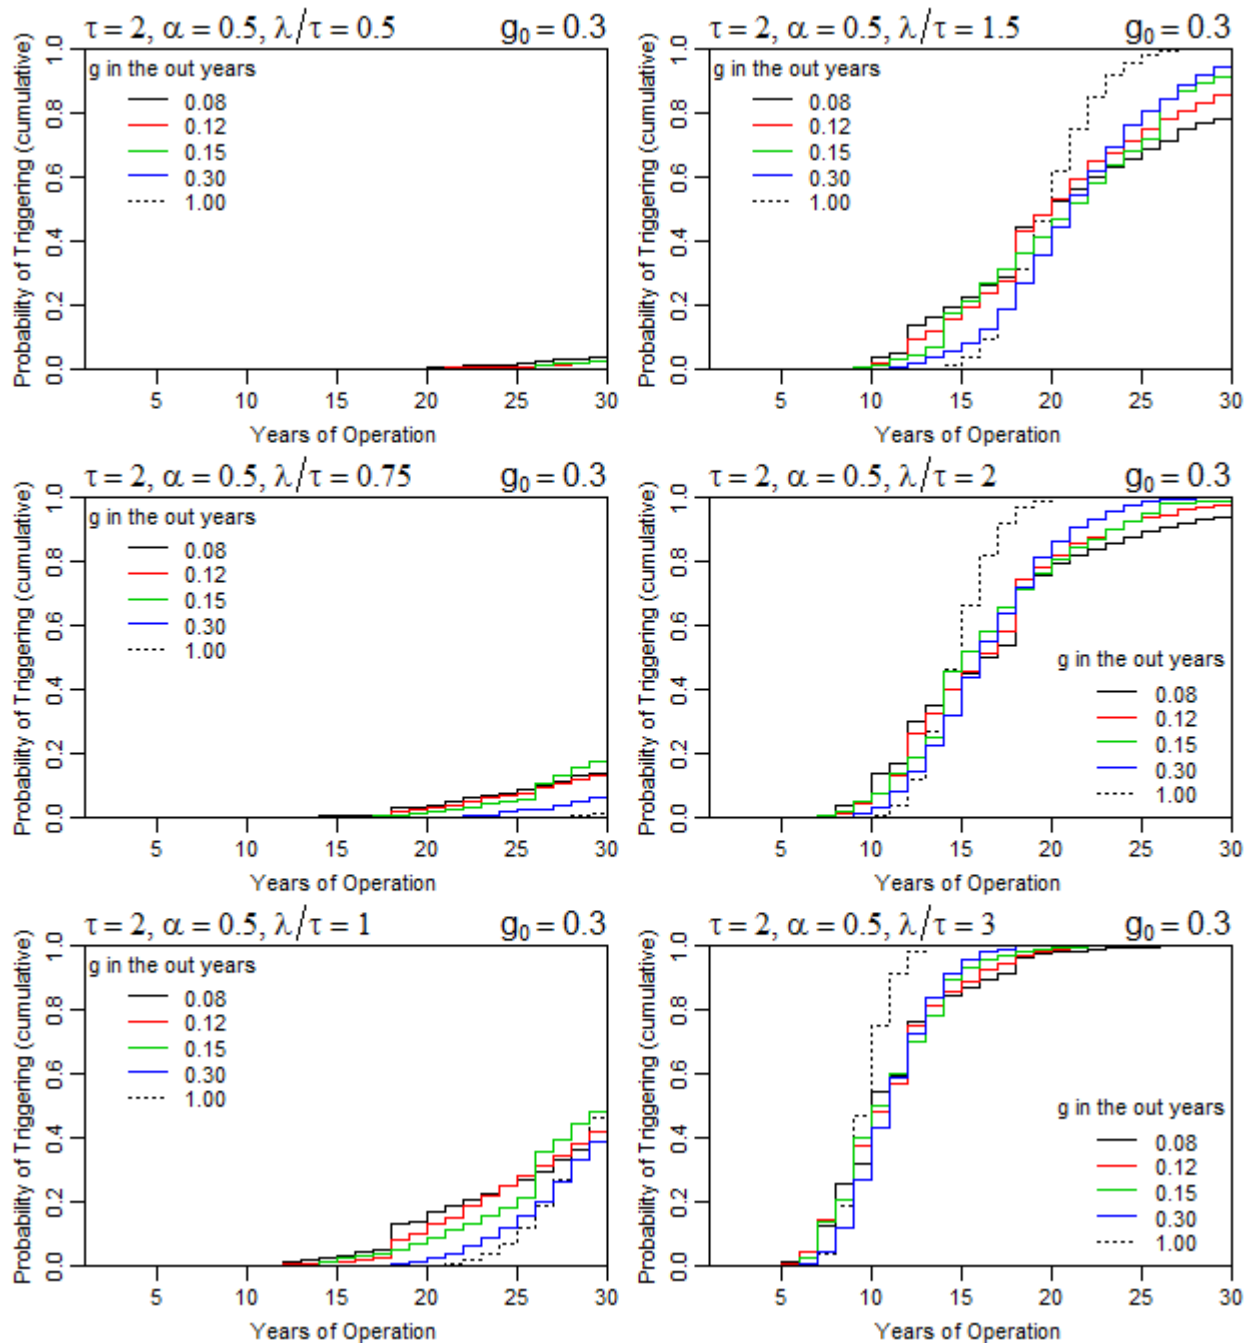 τ = 2, α = 0.5, λ/τ = 0.5 g₀ = 0.3
Probability of Triggering (cumulative)
0.0 0.2 0.4 0.6 0.8 1.0
g in the out years
0.08
0.12
0.15
0.30
1.00
5 10 15 20 25 30
Years of Operation
τ = 2, α = 0.5, λ/τ = 1.5 g₀ = 0.3
Probability of Triggering (cumulative)
0.0 0.2 0.4 0.6 0.8 1.0
g in the out years
0.08
0.12
0.15
0.30
1.00
5 10 15 20 25 30
Years of Operation
τ = 2, α = 0.5, λ/τ = 0.75 g₀ = 0.3
Probability of Triggering (cumulative)
0.0 0.2 0.4 0.6 0.8 1.0
g in the out years
0.08
0.12
0.15
0.30
1.00
5 10 15 20 25 30
Years of Operation
τ = 2, α = 0.5, λ/τ = 2 g₀ = 0.3
Probability of Triggering (cumulative)
0.0 0.2 0.4 0.6 0.8 1.0
g in the out years
0.08
0.12
0.15
0.30
1.00
5 10 15 20 25 30
Years of Operation
τ = 2, α = 0.5, λ/τ = 1 g₀ = 0.3
Probability of Triggering (cumulative)
0.0 0.2 0.4 0.6 0.8 1.0
g in the out years
0.08
0.12
0.15
0.30
1.00
5 10 15 20 25 30
Years of Operation
τ = 2, α = 0.5, λ/τ = 3 g₀ = 0.3
Probability of Triggering (cumulative)
0.0 0.2 0.4 0.6 0.8 1.0
g in the out years
0.08
0.12
0.15
0.30
1.00
5 10 15 20 25 30
Years of Operation